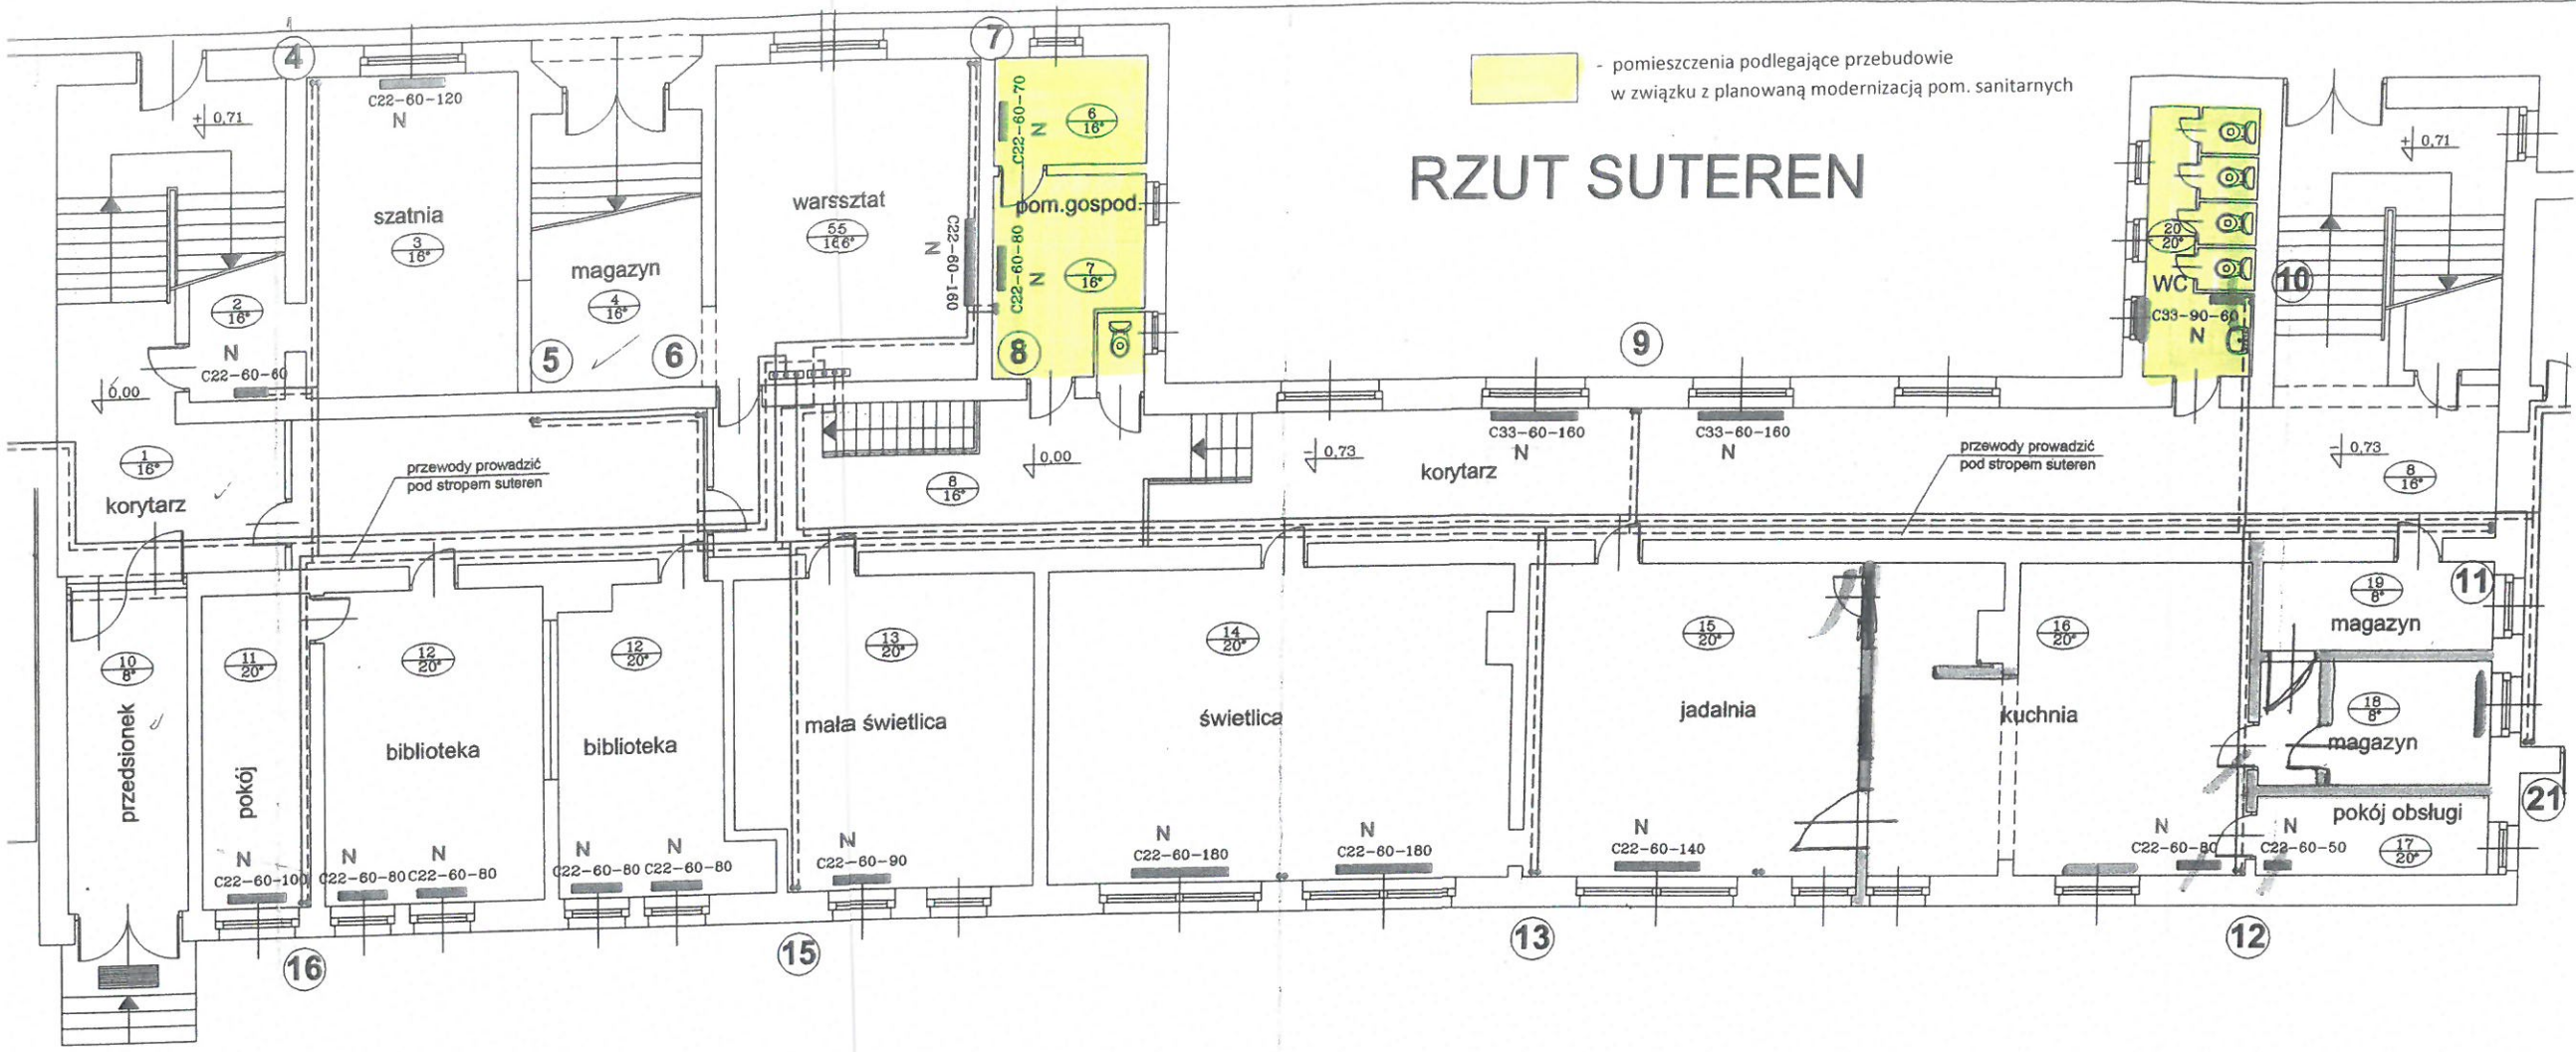 - pomieszczenia podlegające przebudowie
w związku z planowaną modernizacją pom. sanitarnych
RZUT SUTEREN
4
7
C22-60-120
N
+ 0,71
szatnia
3
16°
2
16°
N
C22-60-60
0,00
1
16°
korytarz
magazyn
4
16°
5
6
warssztat
55
166°
N
C22-60-160
C22-60-70
N
6
16°
pom.gospod.
C22-60-80
N
7
16°
8
przewody prowadzić
pod stropem suteren
8
16°
0,00
- 0,73
korytarz
9
C33-60-160
N
C33-60-160
N
przewody prowadzić
pod stropem suteren
20
20°
WC
C33-90-60
N
10
+ 0,71
- 0,73
8
16°
10
8°
przedsionek
11
20°
pokój
N
C22-60-100
12
20°
biblioteka
N
C22-60-80
N
C22-60-80
12
20°
biblioteka
N
C22-60-80
N
C22-60-80
13
20°
mała świetlica
N
C22-60-90
14
20°
świetlica
N
C22-60-180
N
C22-60-180
15
20°
jadalnia
N
C22-60-140
16
20°
kuchnia
N
C22-60-80
19
8°
11
magazyn
18
8°
magazyn
pokój obsługi
N
C22-60-50
17
20°
21
16
15
13
12